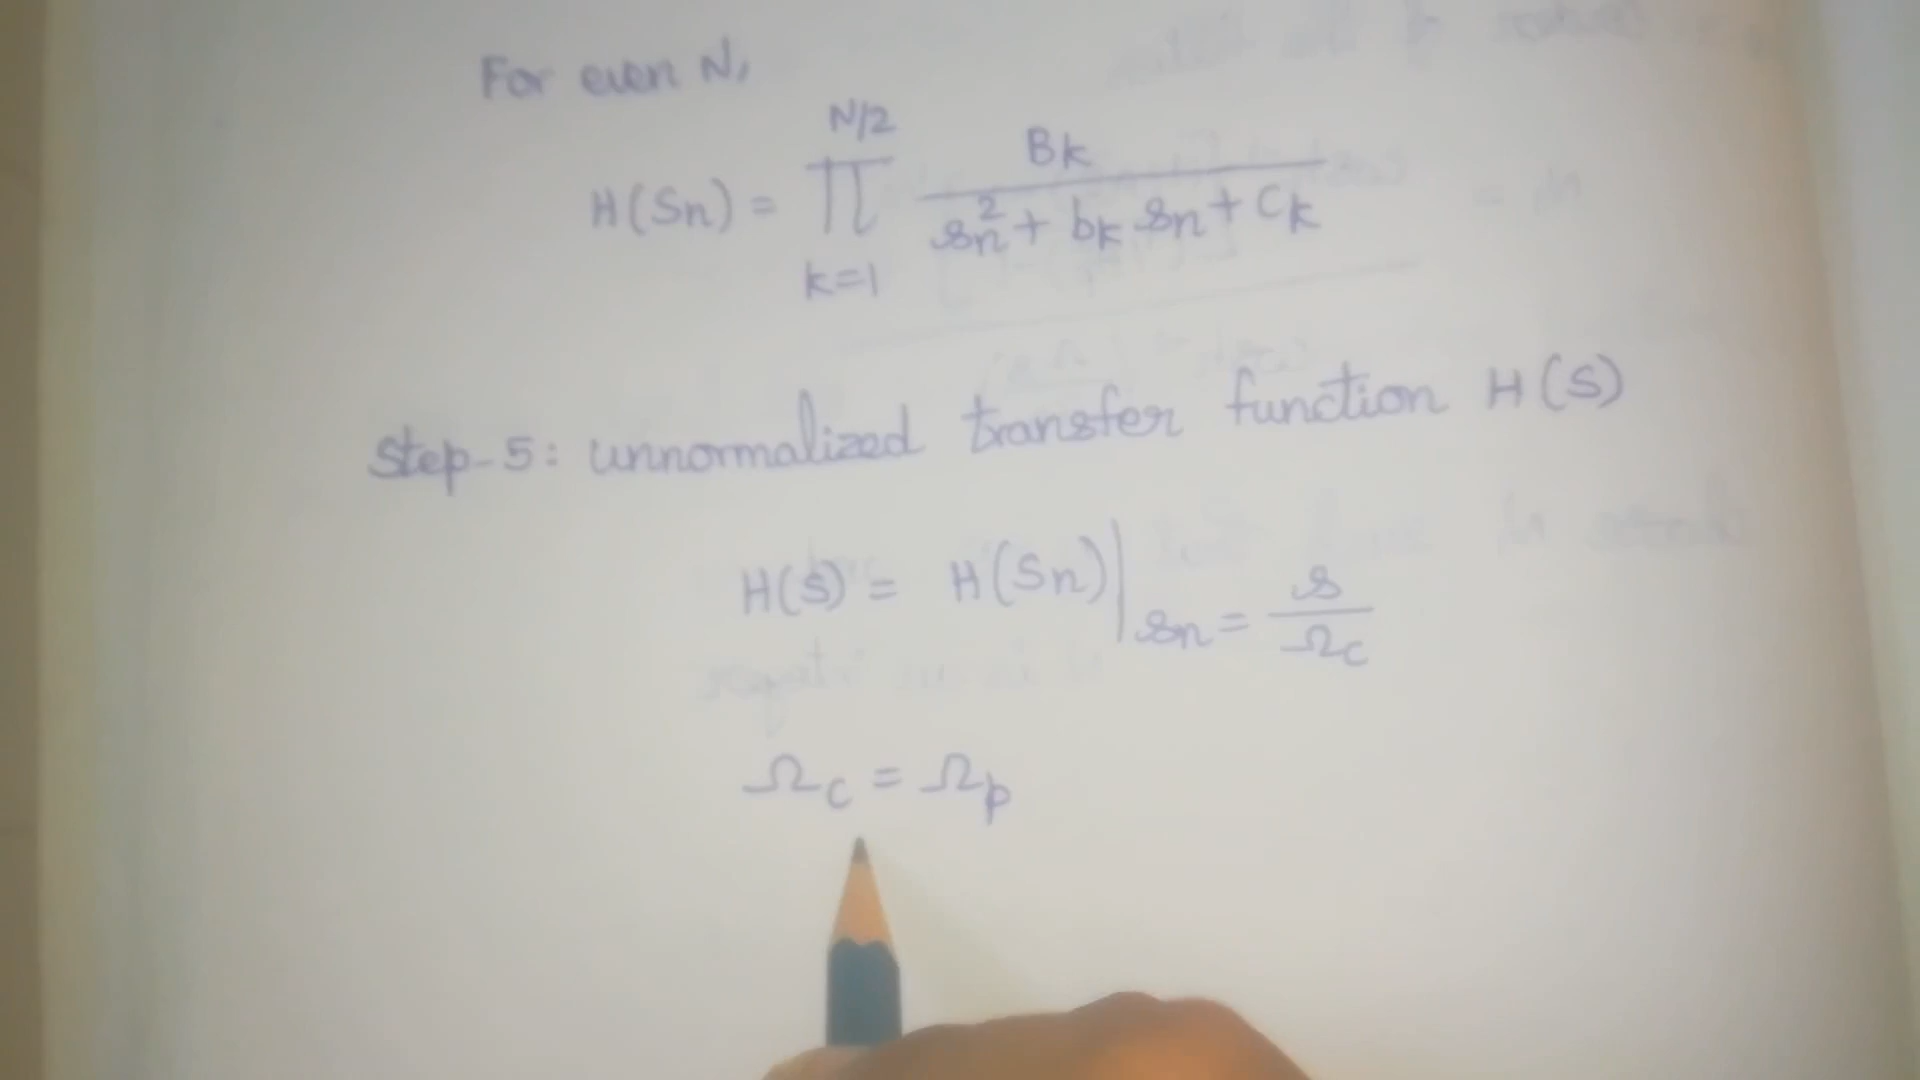 For even N,
N/2
H(Sn) = ∏ Bk / sn² + bk sn + Ck
k=1
Step-5: unnormalized transfer function H(S)
H(S) = H(Sn) | sn = s / Ωc
Ωc = Ωp